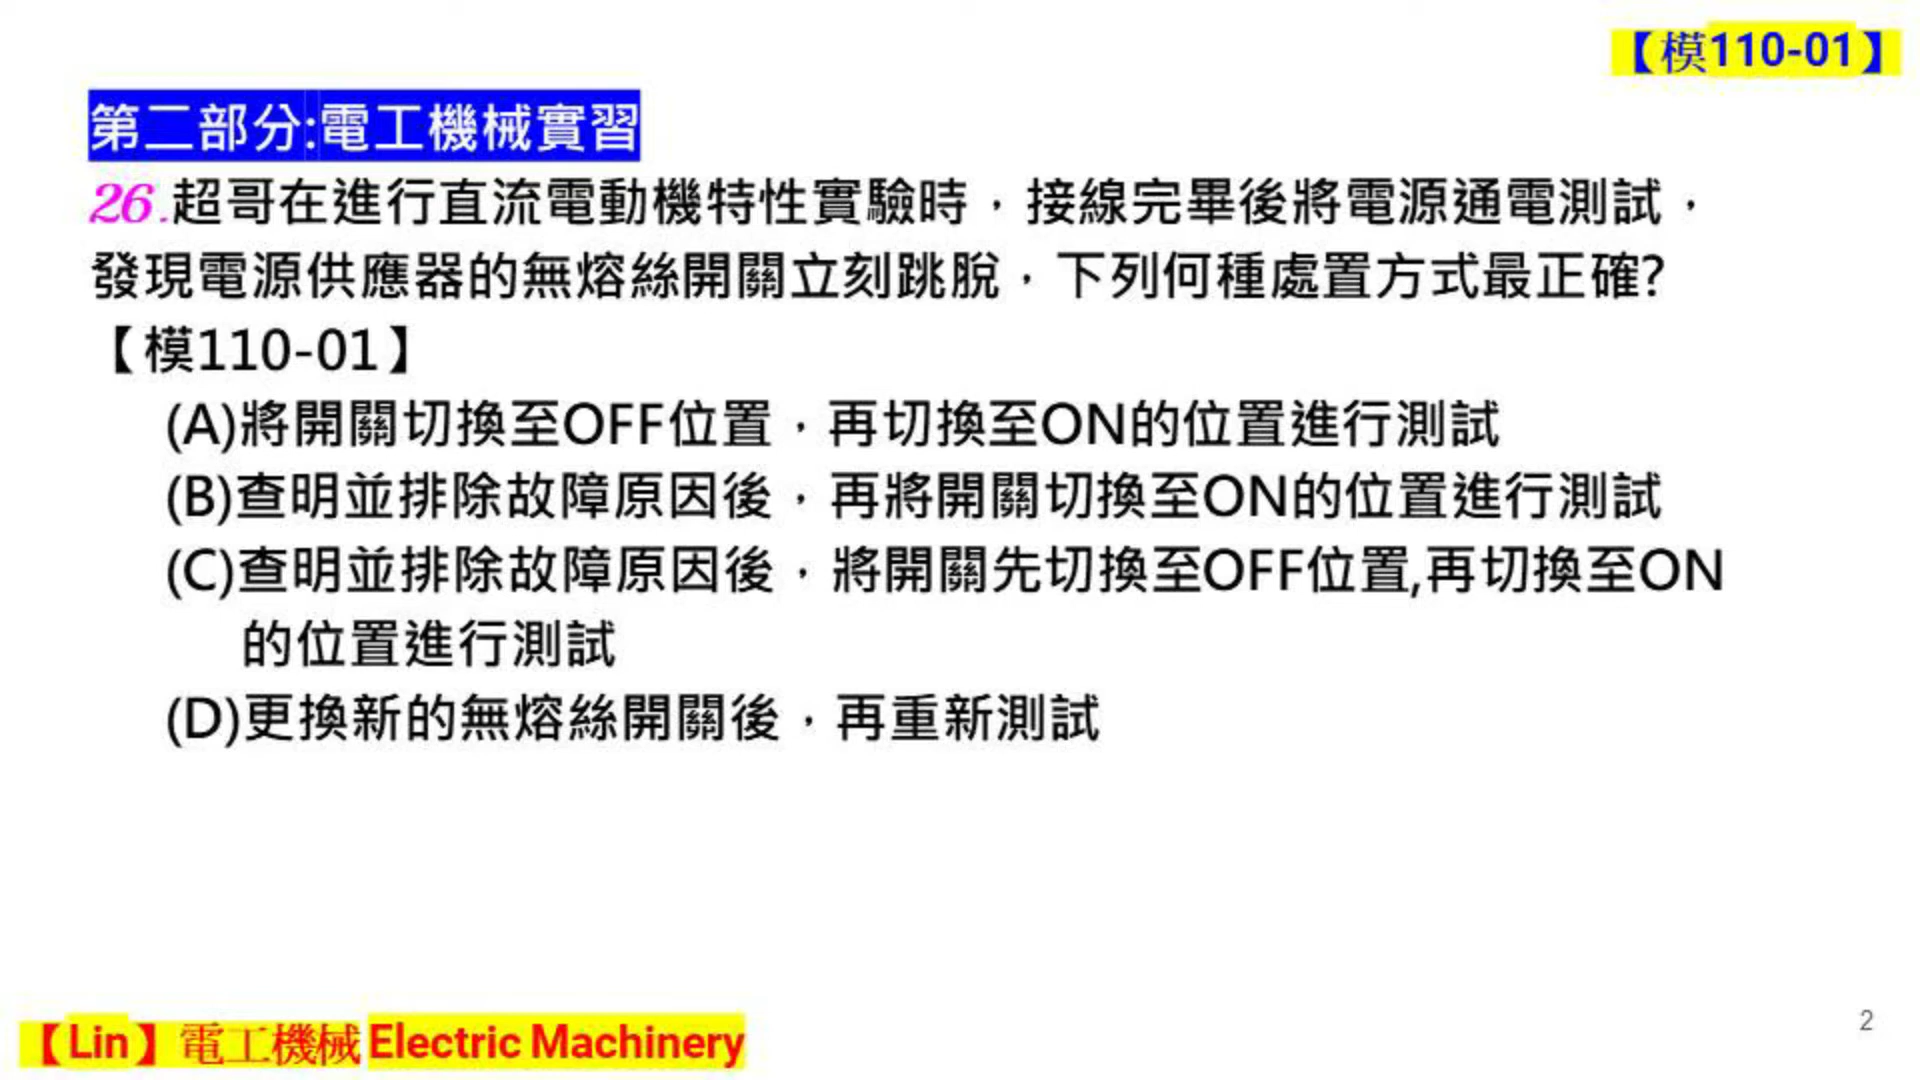 【模110-01】
第二部分:電工機械實習
26.超哥在進行直流電動機特性實驗時，接線完畢後將電源通電測試，
發現電源供應器的無熔絲開關立刻跳脫，下列何種處置方式最正確?
【模110-01】
(A)將開關切換至OFF位置，再切換至ON的位置進行測試
(B)查明並排除故障原因後，再將開關切換至ON的位置進行測試
(C)查明並排除故障原因後，將開關先切換至OFF位置,再切換至ON
的位置進行測試
(D)更換新的無熔絲開關後，再重新測試
【Lin】電工機械 Electric Machinery
2